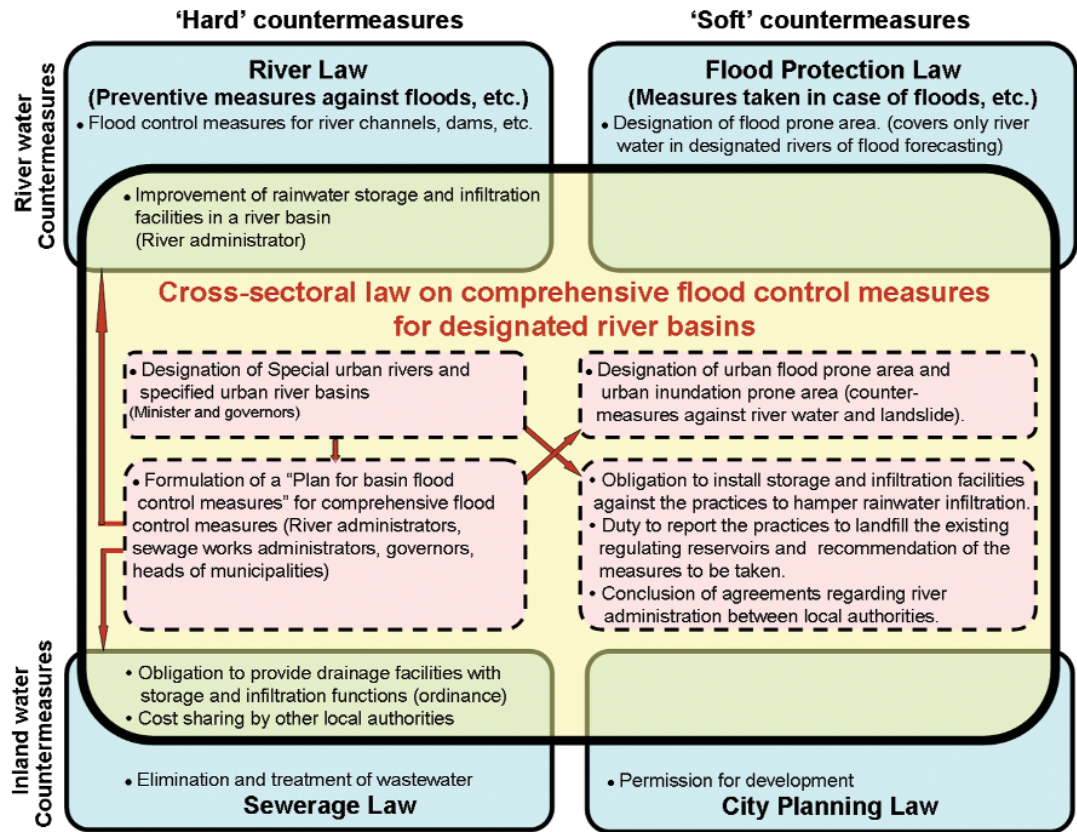 ‘Hard’ countermeasures
‘Soft’ countermeasures
River water
Countermeasures
River Law
(Preventive measures against floods, etc.)
• Flood control measures for river channels, dams, etc.
Flood Protection Law
(Measures taken in case of floods, etc.)
• Designation of flood prone area. (covers only river
water in designated rivers of flood forecasting)
• Improvement of rainwater storage and infiltration
facilities in a river basin
(River administrator)
Cross-sectoral law on comprehensive flood control measures
for designated river basins
• Designation of Special urban rivers and
specified urban river basins
(Minister and governors)
• Designation of urban flood prone area and
urban inundation prone area (counter-
measures against river water and landslide).
• Formulation of a “Plan for basin flood
control measures” for comprehensive flood
control measures (River administrators,
sewage works administrators, governors,
heads of municipalities)
• Obligation to install storage and infiltration facilities
against the practices to hamper rainwater infiltration.
• Duty to report the practices to landfill the existing
regulating reservoirs and recommendation of the
measures to be taken.
• Conclusion of agreements regarding river
administration between local authorities.
Inland water
Countermeasures
• Obligation to provide drainage facilities with
storage and infiltration functions (ordinance)
• Cost sharing by other local authorities
• Elimination and treatment of wastewater
Sewerage Law
• Permission for development
City Planning Law